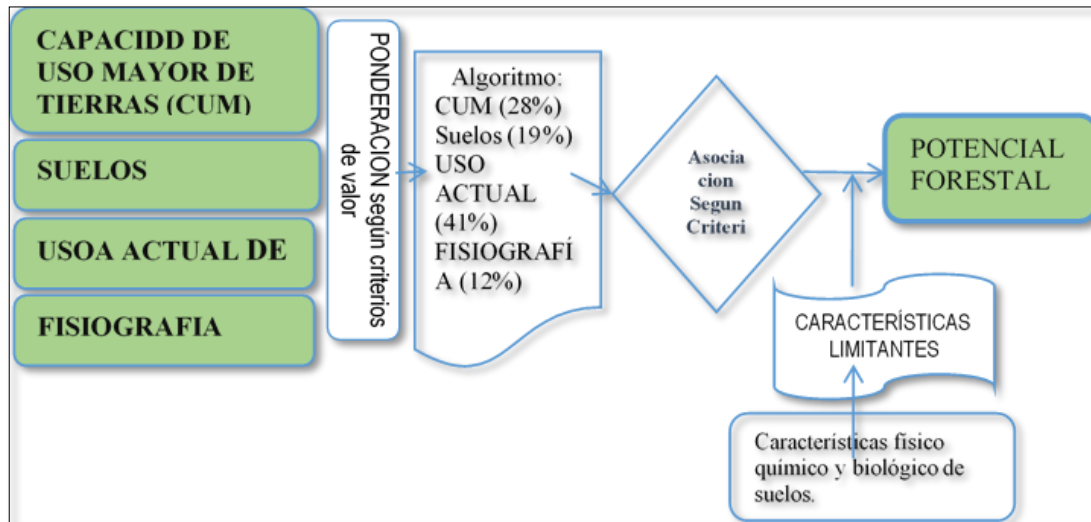 CAPACIDD DE
USO MAYOR DE
TIERRAS (CUM)
SUELOS
USOA ACTUAL DE
FISIOGRAFIA
PONDERACION según criterios
de valor
Algoritmo:
CUM (28%)
Suelos (19%)
USO
ACTUAL
(41%)
FISIOGRAFÍ
A (12%)
Asocia
cion
Segun
Criteri
POTENCIAL
FORESTAL
CARACTERÍSTICAS
LIMITANTES
Características físico
químico y biológico de
suelos.